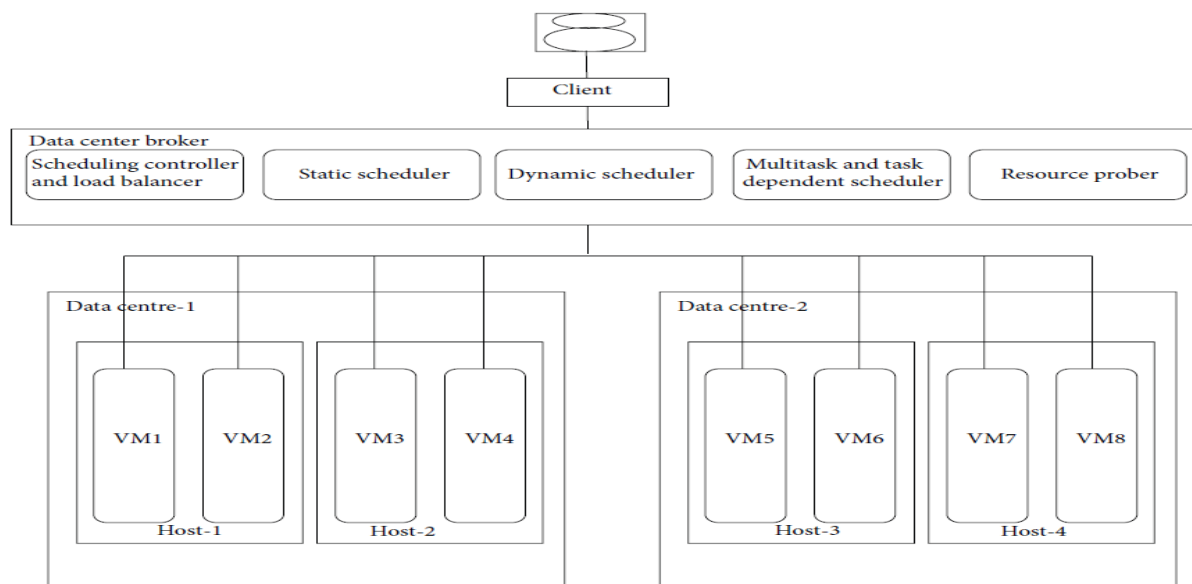 Client
Data center broker
Scheduling controller
and load balancer
Static scheduler
Dynamic scheduler
Multitask and task
dependent scheduler
Resource prober
Data centre-1
Data centre-2
VM1
VM2
VM3
VM4
VM5
VM6
VM7
VM8
Host-1
Host-2
Host-3
Host-4